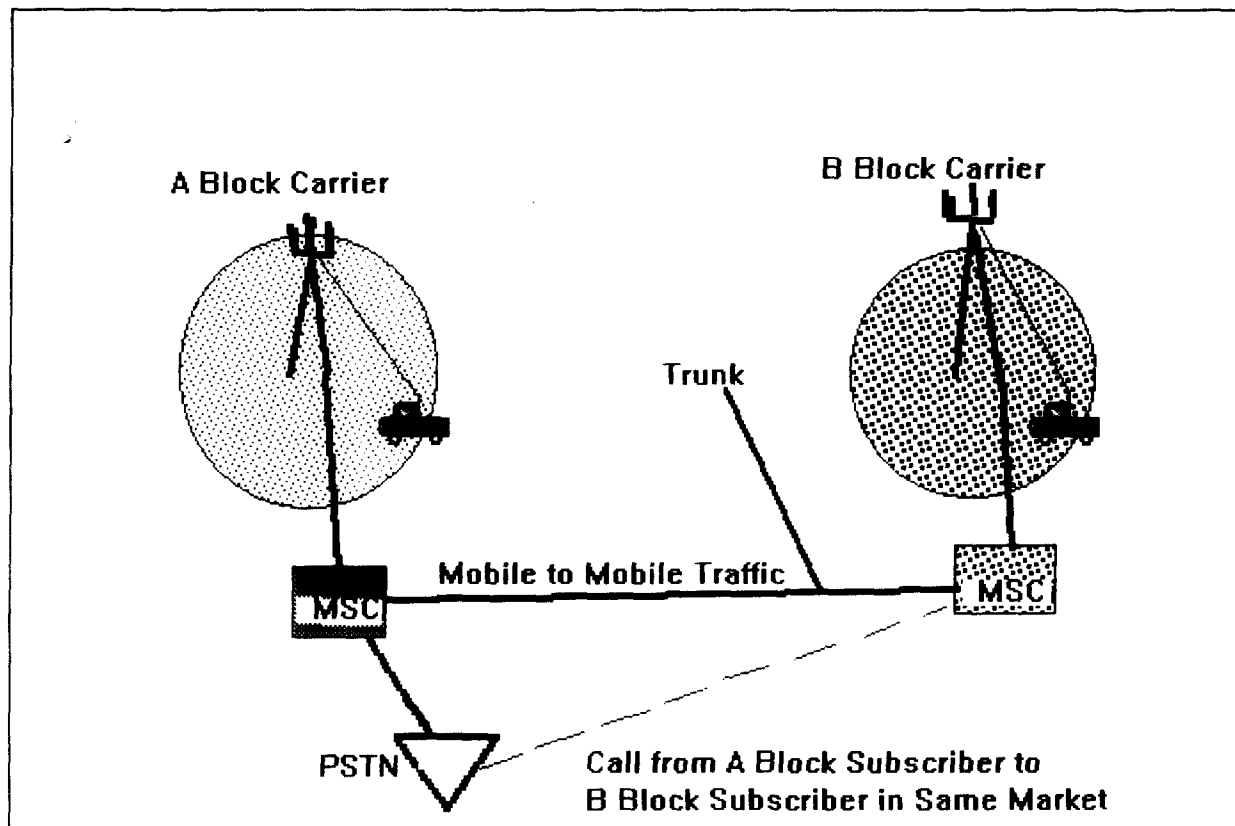 A Block Carrier
B Block Carrier
Trunk
Mobile to Mobile Traffic
MSC
MSC
PSTN
Call from A Block Subscriber to
B Block Subscriber in Same Market